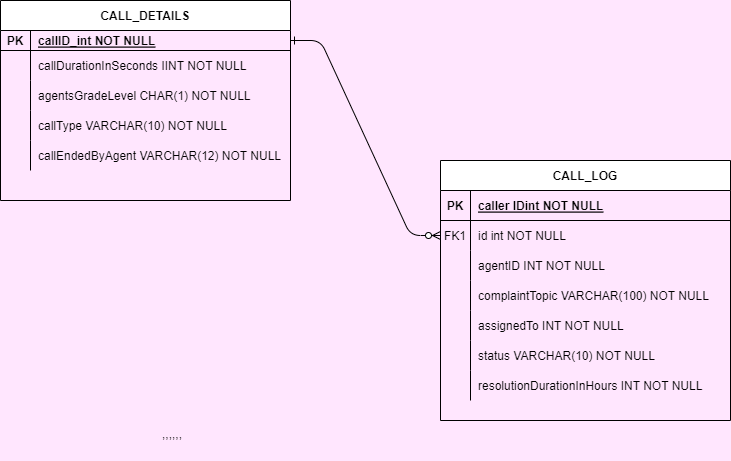 CALL_DETAILS
PK callID_int NOT NULL
callDurationInSeconds IINT NOT NULL
agentsGradeLevel CHAR(1) NOT NULL
callType VARCHAR(10) NOT NULL
callEndedByAgent VARCHAR(12) NOT NULL
CALL_LOG
PK caller IDint NOT NULL
FK1 id int NOT NULL
agentID INT NOT NULL
complaintTopic VARCHAR(100) NOT NULL
assignedTo INT NOT NULL
status VARCHAR(10) NOT NULL
resolutionDurationInHours INT NOT NULL
,,,,,,